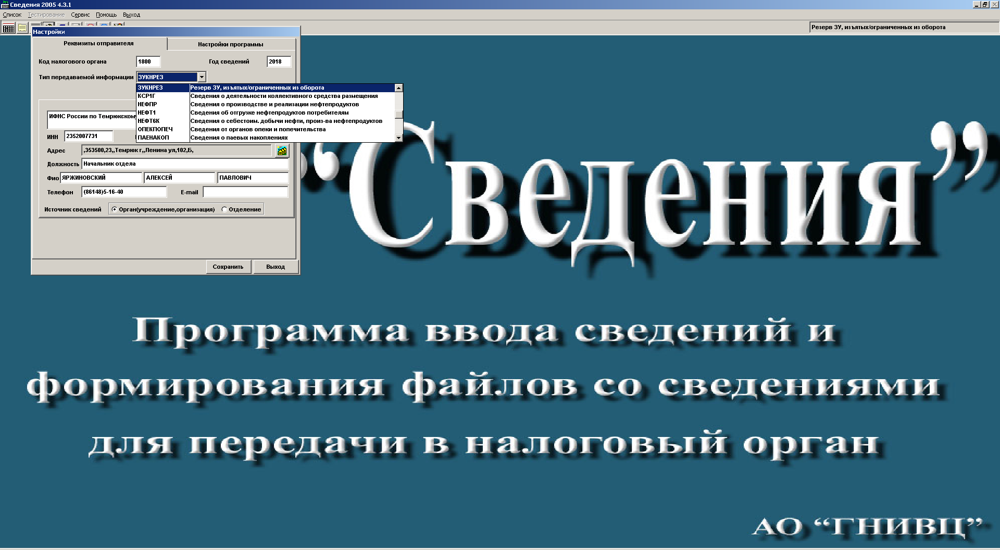 Сведения 2005 4.3.1
Список Тестирование Сервис Помощь Выход
Резерв ЗУ, изъятых/ограниченных из оборота
Настройки
Реквизиты отправителя
Настройки программы
Код налогового органа 1800
Год сведений 2018
Тип передаваемой информации ЗУКНРЕЗ
ЗУКНРЕЗ Резерв ЗУ, изъятых/ограниченных из оборота
КСР1Г Сведения о деятельности коллективного средства размещения
НЕФПР Сведения о производстве и реализации нефтепродуктов
НЕФТ1 Сведения об отгрузке нефтепродуктов потребителям
НЕФТ6К Сведения о себестоим. добычи нефти, произ-ва нефтепродуктов
ОПЕКПОПЕЧ Сведения от органов опеки и попечительства
ПАЕНАКОП Сведения о паевых накоплениях
ИФНС России по Темрюкскому
ИНН 2352007731
Адрес ,353500,23,,Темрюк г,,Ленина ул,102,Б,
Должность Начальник отдела
Фио ЯРЖИНОВСКИЙ АЛЕКСЕЙ ПАВЛОВИЧ
Телефон (86148)5-16-40 E-mail
Источник сведений Орган(учреждение,организация) Отделение
Сохранить Выход
“Сведения”
Программа ввода сведений и
формирования файлов со сведениями
для передачи в налоговый орган
АО “ГНИВЦ”